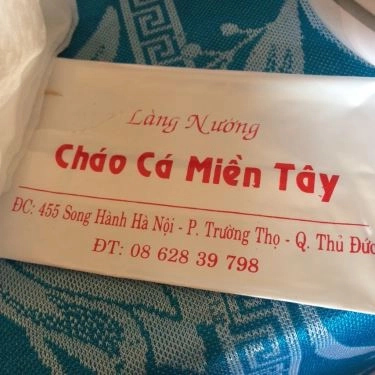 Làng Nướng
Cháo Cá Miền Tây
ĐC: 455 Song Hành Hà Nội - P. Trường Thọ - Q. Thủ Đức
ĐT: 08 628 39 798